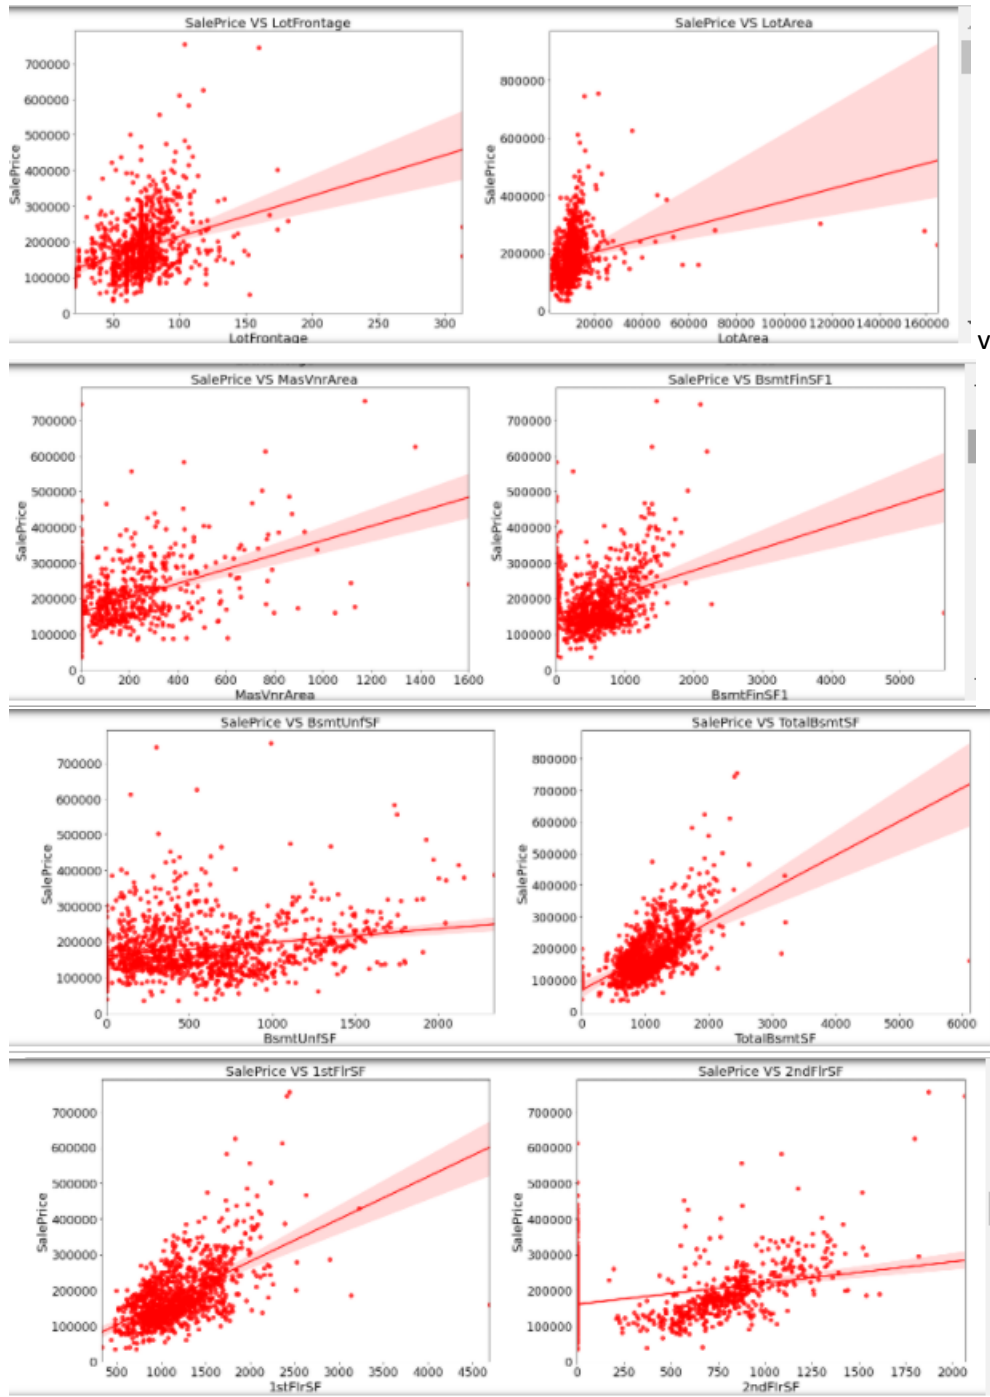 SalePrice VS LotFrontage
SalePrice
700000
600000
500000
400000
300000
200000
100000
0
50 100 150 200 250 300
LotFrontage
SalePrice VS LotArea
SalePrice
800000
600000
400000
200000
0
20000 40000 60000 80000 100000 120000 140000 160000
LotArea
v
SalePrice VS MasVnrArea
SalePrice
700000
600000
500000
400000
300000
200000
100000
0
0 200 400 600 800 1000 1200 1400 1600
MasVnrArea
SalePrice VS BsmtFinSF1
SalePrice
700000
600000
500000
400000
300000
200000
100000
0
0 1000 2000 3000 4000 5000
BsmtFinSF1
SalePrice VS BsmtUnfSF
SalePrice
700000
600000
500000
400000
300000
200000
100000
0
0 500 1000 1500 2000
BsmtUnfSF
SalePrice VS TotalBsmtSF
SalePrice
800000
700000
600000
500000
400000
300000
200000
100000
0
0 1000 2000 3000 4000 5000 6000
TotalBsmtSF
SalePrice VS 1stFlrSF
SalePrice
700000
600000
500000
400000
300000
200000
100000
0
500 1000 1500 2000 2500 3000 3500 4000 4500
1stFlrSF
SalePrice VS 2ndFlrSF
SalePrice
700000
600000
500000
400000
300000
200000
100000
0
0 250 500 750 1000 1250 1500 1750 2000
2ndFlrSF